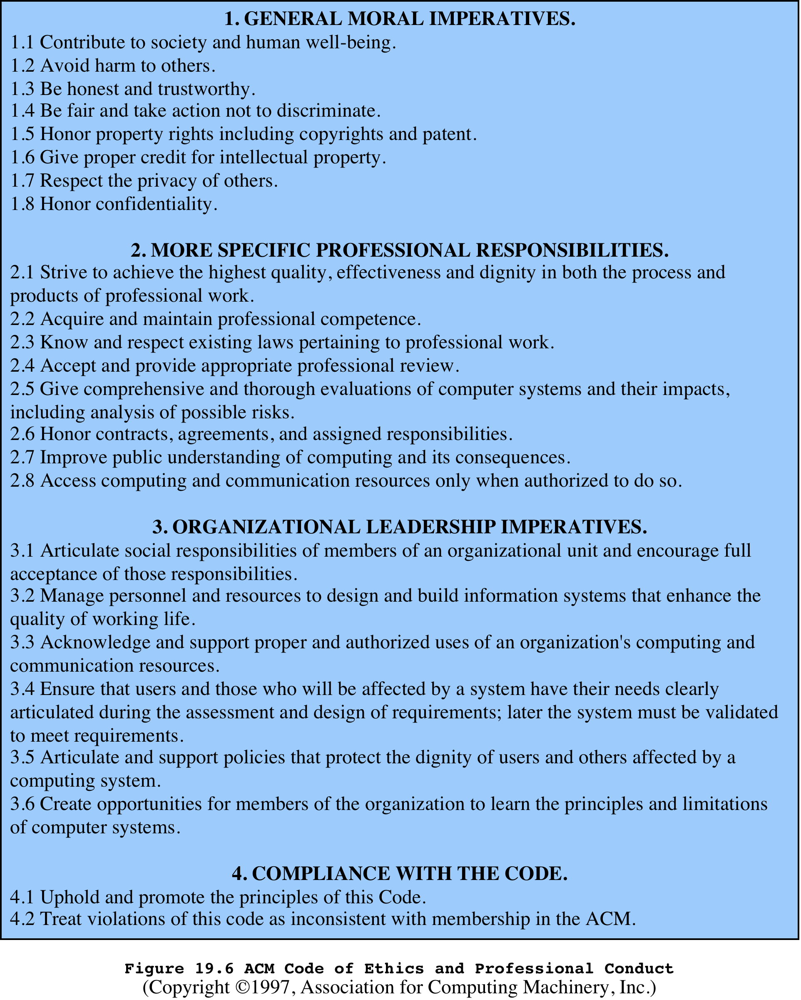 1. GENERAL MORAL IMPERATIVES.
1.1 Contribute to society and human well-being.
1.2 Avoid harm to others.
1.3 Be honest and trustworthy.
1.4 Be fair and take action not to discriminate.
1.5 Honor property rights including copyrights and patent.
1.6 Give proper credit for intellectual property.
1.7 Respect the privacy of others.
1.8 Honor confidentiality.
2. MORE SPECIFIC PROFESSIONAL RESPONSIBILITIES.
2.1 Strive to achieve the highest quality, effectiveness and dignity in both the process and
products of professional work.
2.2 Acquire and maintain professional competence.
2.3 Know and respect existing laws pertaining to professional work.
2.4 Accept and provide appropriate professional review.
2.5 Give comprehensive and thorough evaluations of computer systems and their impacts,
including analysis of possible risks.
2.6 Honor contracts, agreements, and assigned responsibilities.
2.7 Improve public understanding of computing and its consequences.
2.8 Access computing and communication resources only when authorized to do so.
3. ORGANIZATIONAL LEADERSHIP IMPERATIVES.
3.1 Articulate social responsibilities of members of an organizational unit and encourage full
acceptance of those responsibilities.
3.2 Manage personnel and resources to design and build information systems that enhance the
quality of working life.
3.3 Acknowledge and support proper and authorized uses of an organization's computing and
communication resources.
3.4 Ensure that users and those who will be affected by a system have their needs clearly
articulated during the assessment and design of requirements; later the system must be validated
to meet requirements.
3.5 Articulate and support policies that protect the dignity of users and others affected by a
computing system.
3.6 Create opportunities for members of the organization to learn the principles and limitations
of computer systems.
4. COMPLIANCE WITH THE CODE.
4.1 Uphold and promote the principles of this Code.
4.2 Treat violations of this code as inconsistent with membership in the ACM.
Figure 19.6 ACM Code of Ethics and Professional Conduct
(Copyright ©1997, Association for Computing Machinery, Inc.)